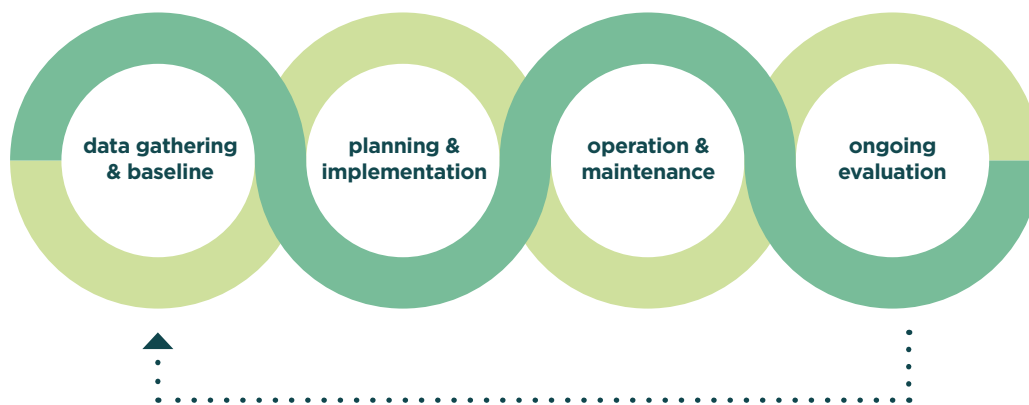 data gathering
& baseline
planning &
implementation
operation &
maintenance
ongoing
evaluation